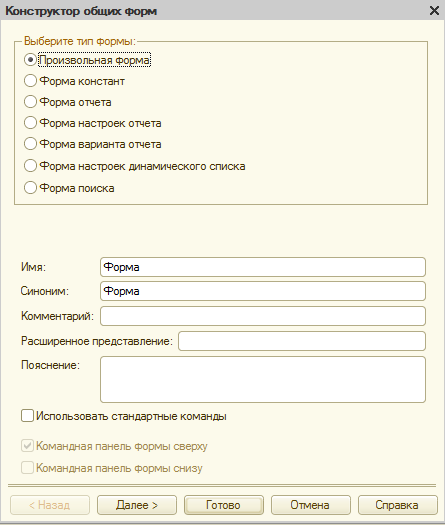 Конструктор общих форм
Выберите тип формы:
Произвольная форма
Форма констант
Форма отчета
Форма настроек отчета
Форма варианта отчета
Форма настроек динамического списка
Форма поиска
Имя: Форма
Синоним: Форма
Комментарий:
Расширенное представление:
Пояснение:
Использовать стандартные команды
Командная панель формы сверху
Командная панель формы снизу
< Назад Далее > Готово Отмена Справка